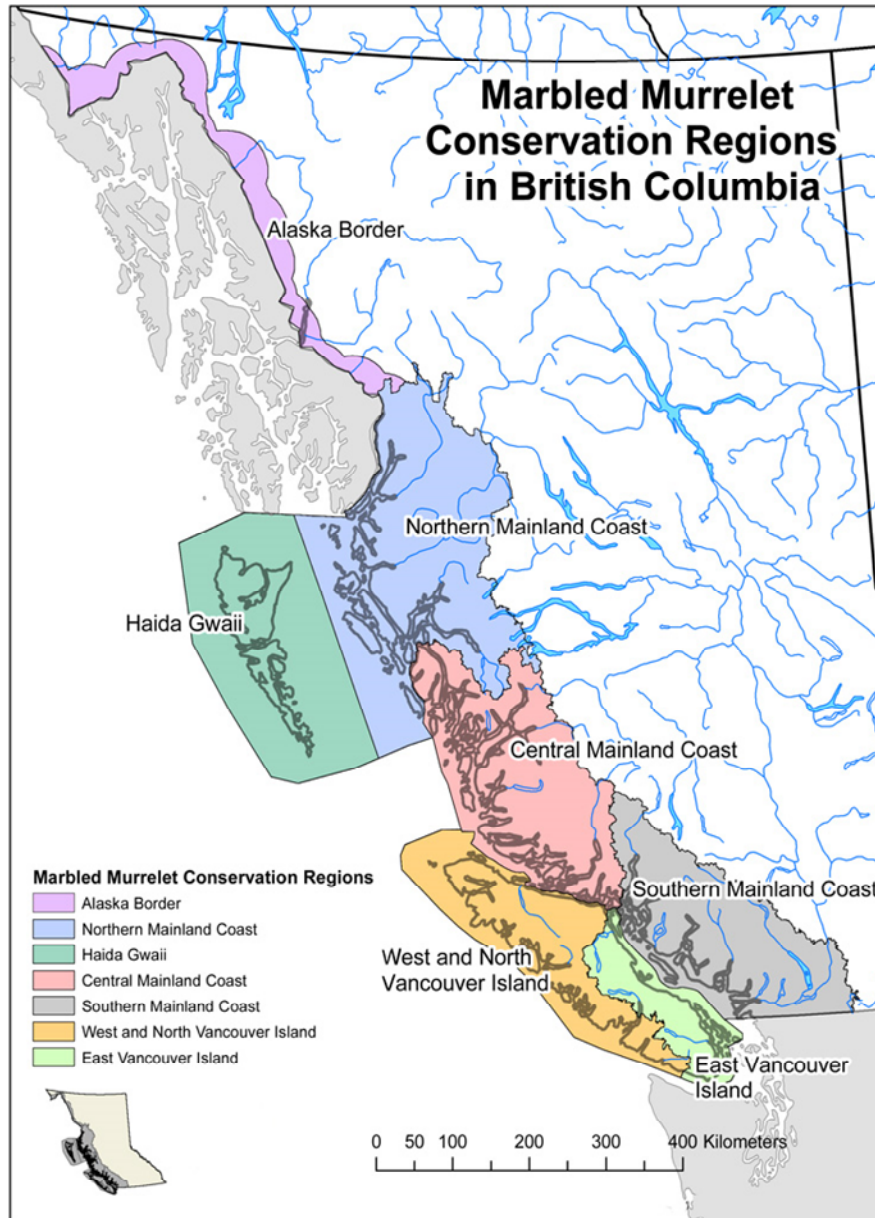 Marbled Murrelet
Conservation Regions
in British Columbia
Alaska Border
Northern Mainland Coast
Haida Gwaii
Central Mainland Coast
Southern Mainland Coast
West and North
Vancouver Island
East Vancouver
Island
Marbled Murrelet Conservation Regions
Alaska Border
Northern Mainland Coast
Haida Gwaii
Central Mainland Coast
Southern Mainland Coast
West and North Vancouver Island
East Vancouver Island
0 50 100 200 300 400 Kilometers